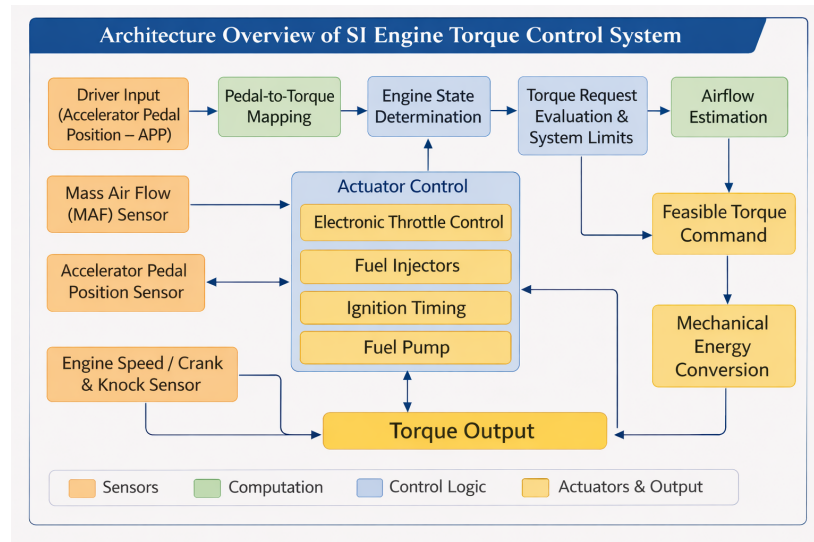 Architecture Overview of SI Engine Torque Control System
Driver Input
(Accelerator Pedal
Position – APP)
Pedal-to-Torque
Mapping
Engine State
Determination
Torque Request
Evaluation &
System Limits
Airflow
Estimation
Mass Air Flow
(MAF) Sensor
Actuator Control
Electronic Throttle Control
Fuel Injectors
Ignition Timing
Fuel Pump
Feasible Torque
Command
Accelerator Pedal
Position Sensor
Mechanical
Energy
Conversion
Engine Speed / Crank
& Knock Sensor
Torque Output
Sensors
Computation
Control Logic
Actuators & Output